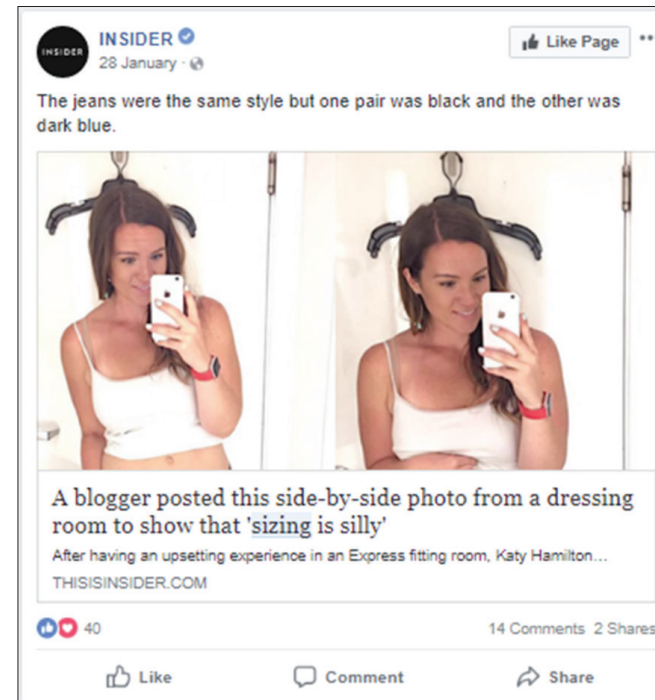 INSIDER
INSIDER
Like Page
28 January
The jeans were the same style but one pair was black and the other was
dark blue.
A blogger posted this side-by-side photo from a dressing
room to show that 'sizing is silly'
After having an upsetting experience in an Express fitting room, Katy Hamilton...
THISISINSIDER.COM
40
14 Comments 2 Shares
Like
Comment
Share